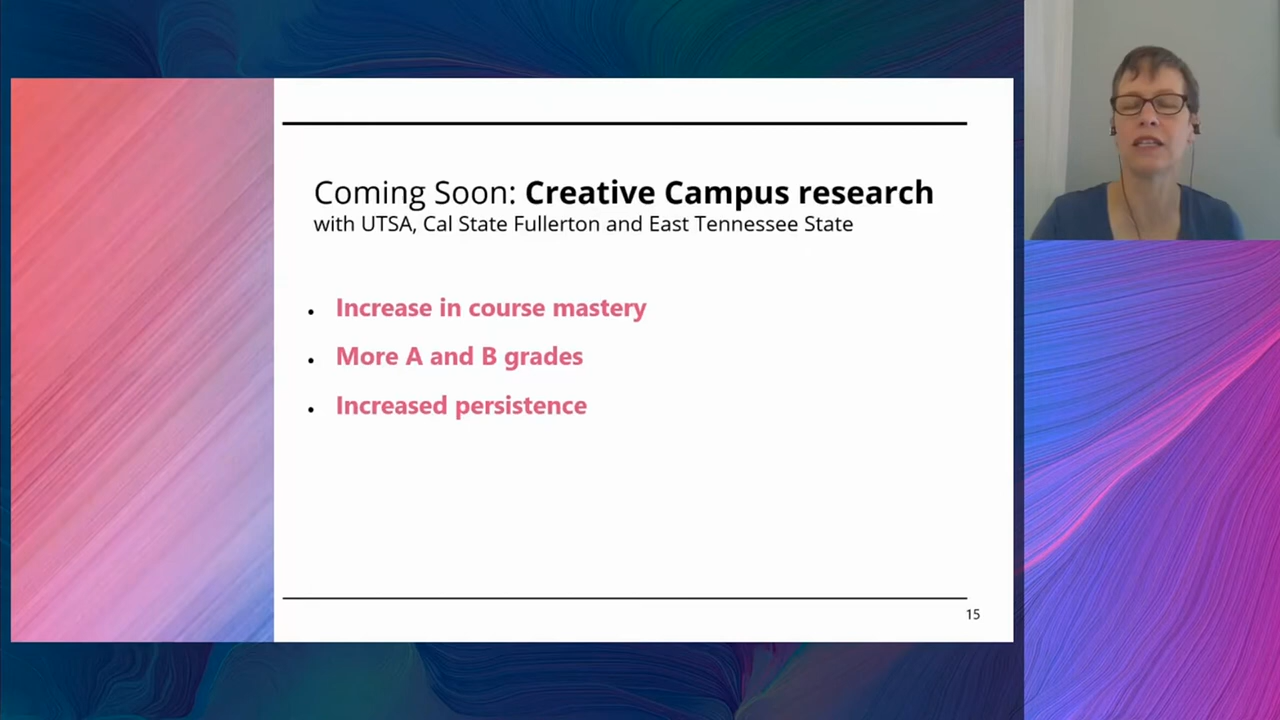 Coming Soon: Creative Campus research
with UTSA, Cal State Fullerton and East Tennessee State
• Increase in course mastery
• More A and B grades
• Increased persistence
15